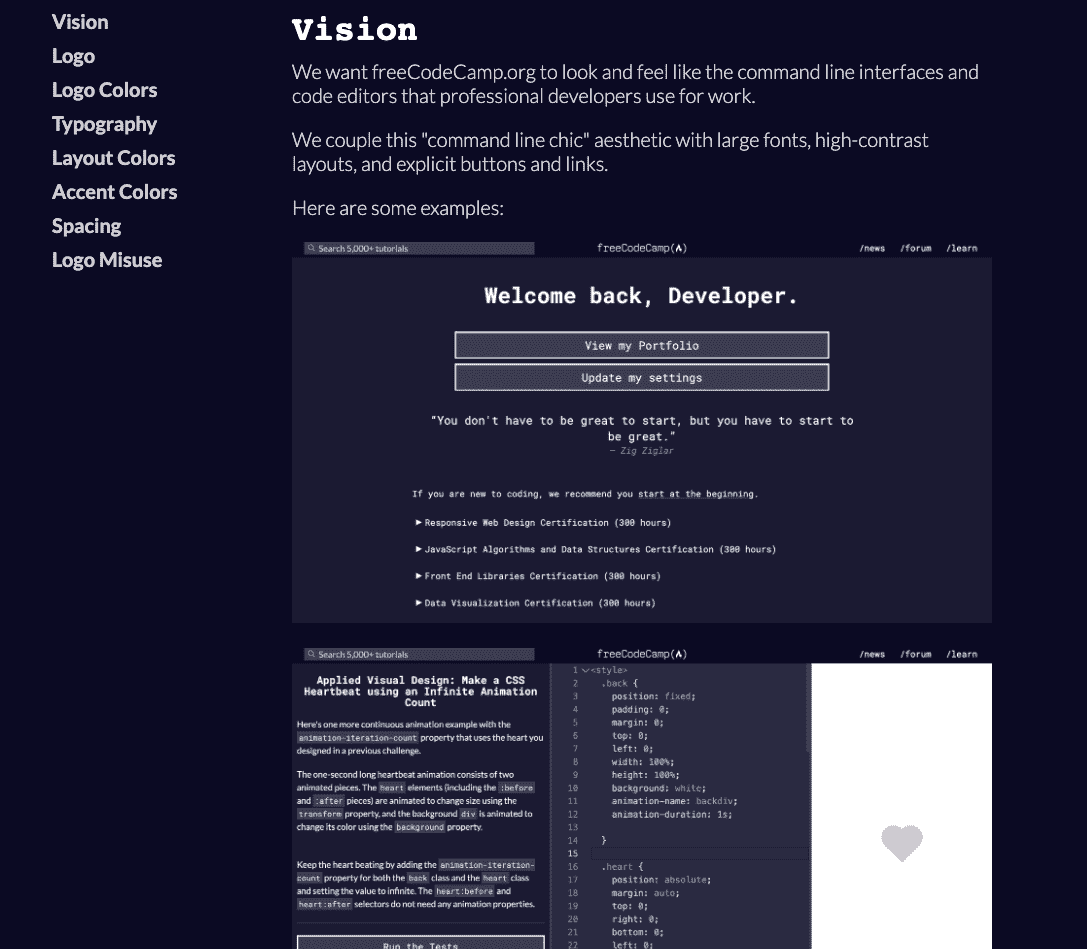 Vision
Logo
Logo Colors
Typography
Layout Colors
Accent Colors
Spacing
Logo Misuse
Vision
We want freeCodeCamp.org to look and feel like the command line interfaces and
code editors that professional developers use for work.
We couple this "command line chic" aesthetic with large fonts, high-contrast
layouts, and explicit buttons and links.
Here are some examples:
Search 5,000+ tutorials
freeCodeCamp(🔥)
/news /forum /learn
Welcome back, Developer.
View my Portfolio
Update my settings
"You don't have to be great to start, but you have to start to
be great."
— Zig Ziglar
If you are new to coding, we recommend you start at the beginning.
▶ Responsive Web Design Certification (300 hours)
▶ JavaScript Algorithms and Data Structures Certification (300 hours)
▶ Front End Libraries Certification (300 hours)
▶ Data Visualization Certification (300 hours)
Search 5,000+ tutorials
freeCodeCamp(🔥)
/news /forum /learn
Applied Visual Design: Make a CSS
Heartbeat using an Infinite Animation
Count
Here's one more continuous animation example with the
animation-iteration-count property that uses the heart you
designed in a previous challenge.
The one-second long heartbeat animation consists of two
animated pieces. The heart elements (including the :before
and :after pieces) are animated to change size using the
transform property, and the background div is animated to
change its color using the background property.
Keep the heart beating by adding the animation-iteration-
count property for both the back class and the heart class
and setting the value to infinite. The heart:before and
heart:after selectors do not need any animation properties.
Run the Tests
1 <style>
2 .back {
3 position: fixed;
4 padding: 0;
5 margin: 0;
6 top: 0;
7 left: 0;
8 width: 100%;
9 height: 100%;
10 background: white;
11 animation-name: backdiv;
12 animation-duration: 1s;
13
14 }
15
16 .heart {
17 position: absolute;
18 margin: auto;
19 top: 0;
20 right: 0;
21 bottom: 0;
22 left: 0;